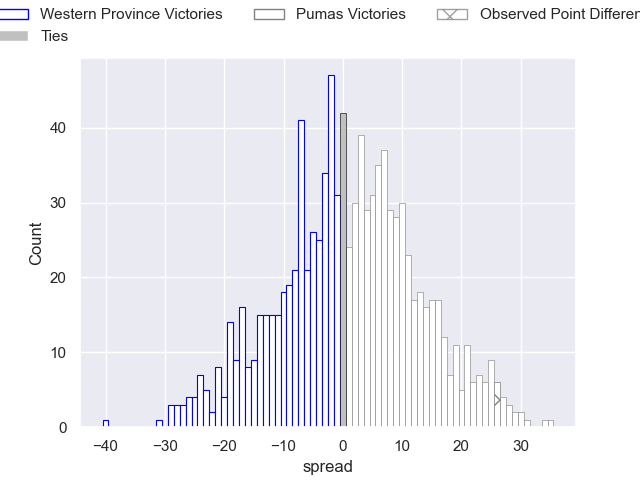 Western Province Victories Pumas Victories Observed Point Differen
Ties
Count
40
30
20
10
0
−40 −30 −20 −10 0 10 20 30
spread